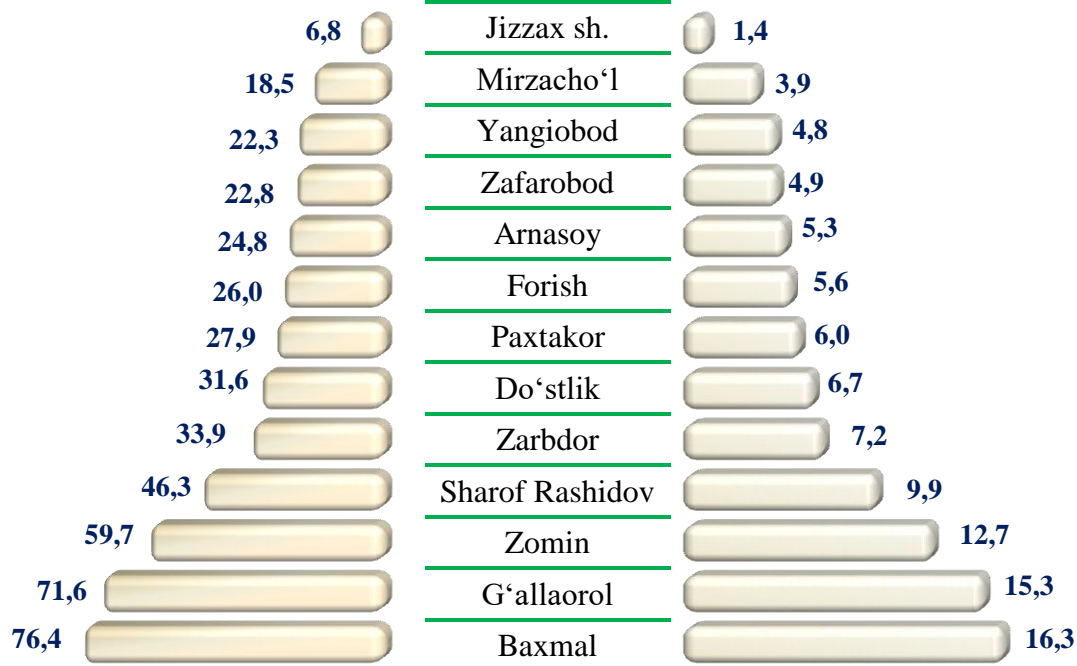 6,8 Jizzax sh. 1,4
18,5 Mirzacho‘l 3,9
22,3 Yangiobod 4,8
22,8 Zafarobod 4,9
24,8 Arnasoy 5,3
26,0 Forish 5,6
27,9 Paxtakor 6,0
31,6 Do‘stlik 6,7
33,9 Zarbdor 7,2
46,3 Sharof Rashidov 9,9
59,7 Zomin 12,7
71,6 G‘allaorol 15,3
76,4 Baxmal 16,3